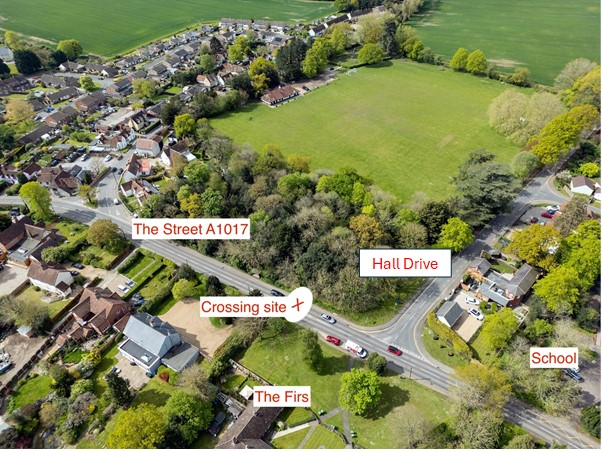 The Street A1017
Hall Drive
Crossing site X
School
The Firs